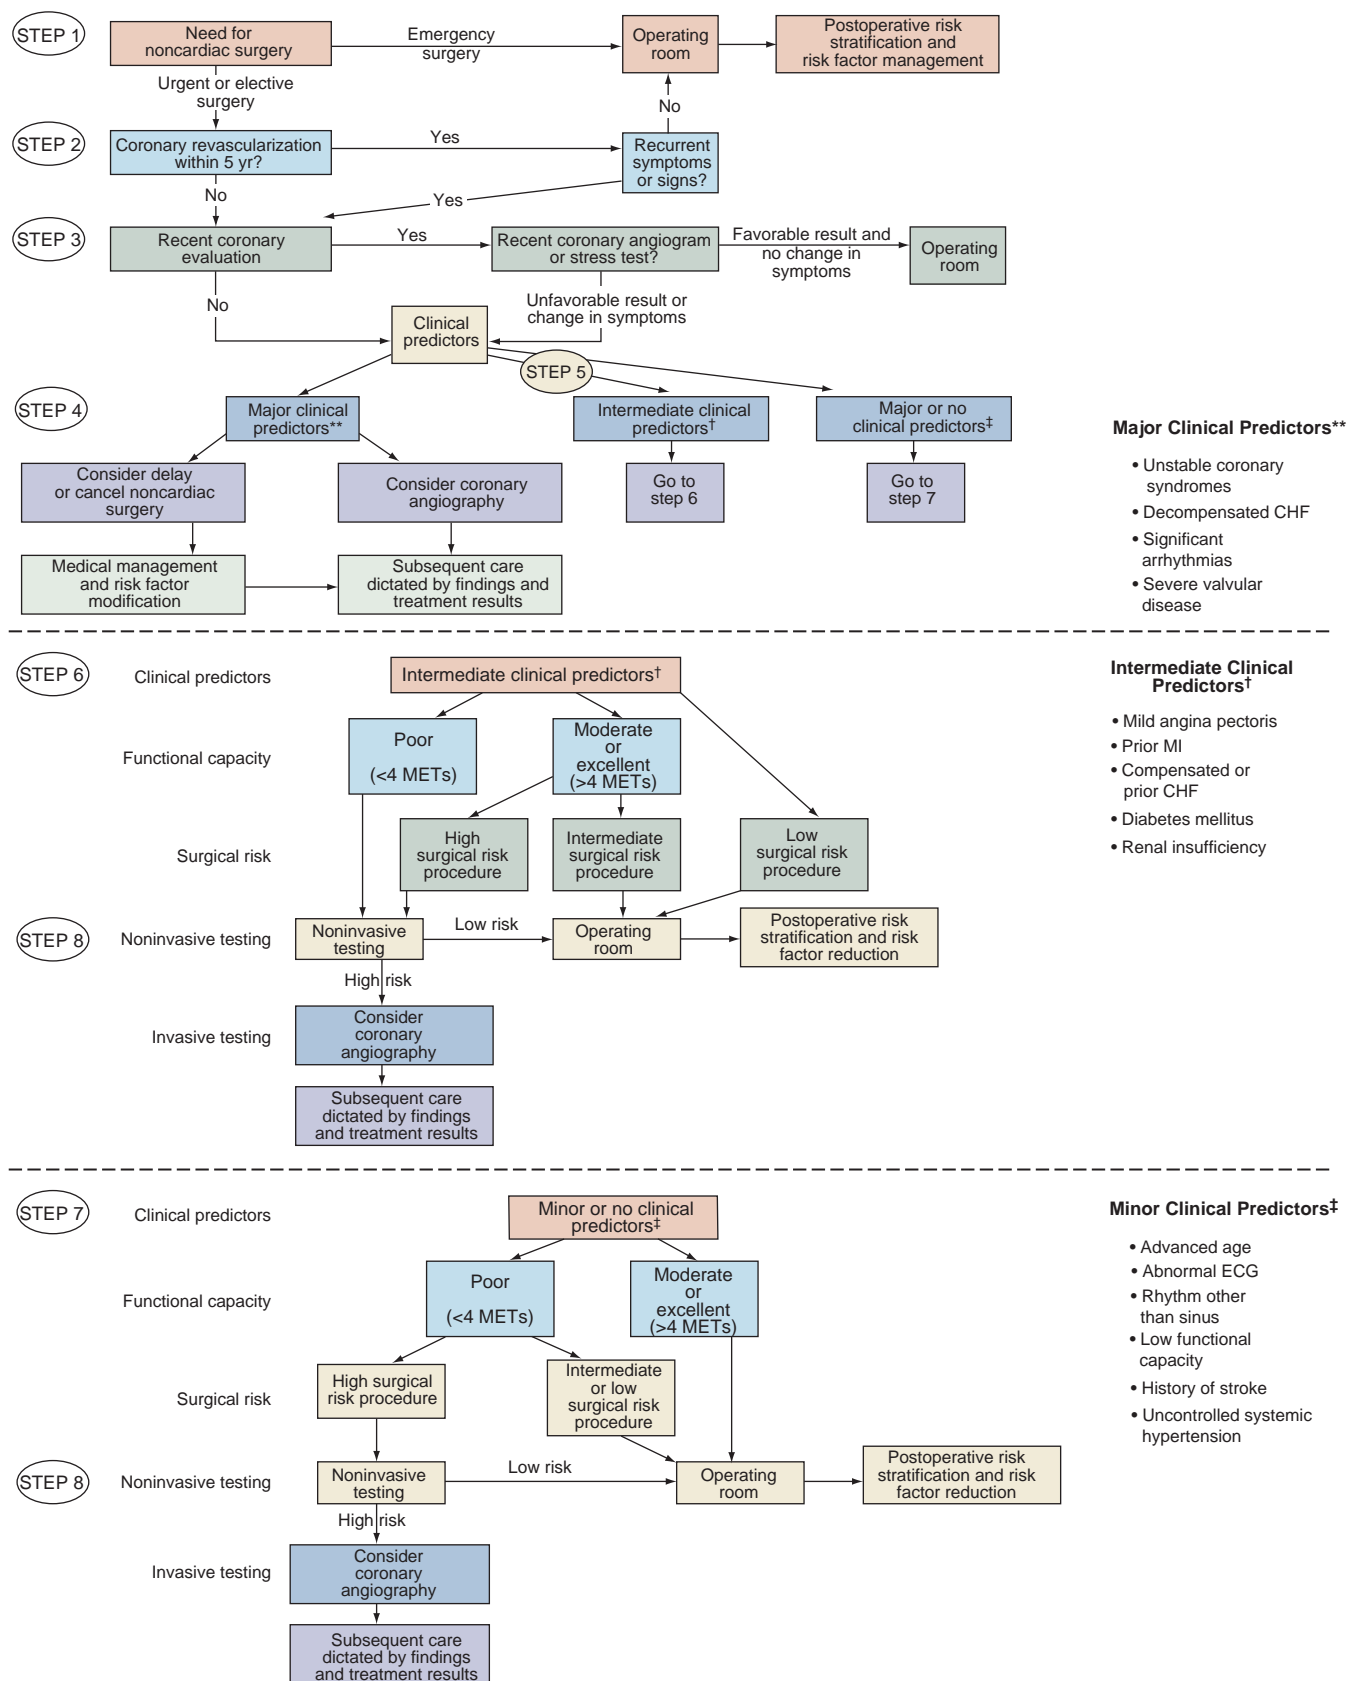 STEP 1
Need for
noncardiac surgery
Emergency
surgery
Operating
room
Postoperative risk
stratification and
risk factor management
Urgent or elective
surgery
No
STEP 2
Coronary revascularization
within 5 yr?
Yes
Recurrent
symptoms
or signs?
No
Yes
STEP 3
Recent coronary
evaluation
Yes
Recent coronary angiogram
or stress test?
Favorable result and
no change in
symptoms
Operating
room
No
Unfavorable result or
change in symptoms
Clinical
predictors
STEP 5
STEP 4
Major clinical
predictors**
Intermediate clinical
predictors†
Major or no
clinical predictors‡
Consider delay
or cancel noncardiac
surgery
Consider coronary
angiography
Go to
step 6
Go to
step 7
Medical management
and risk factor
modification
Subsequent care
dictated by findings and
treatment results
Major Clinical Predictors**
• Unstable coronary
syndromes
• Decompensated CHF
• Significant
arrhythmias
• Severe valvular
disease
STEP 6
Clinical predictors
Intermediate clinical predictors†
Functional capacity
Poor
(<4 METs)
Moderate
or
excellent
(>4 METs)
Surgical risk
High
surgical risk
procedure
Intermediate
surgical risk
procedure
Low
surgical risk
procedure
STEP 8
Noninvasive testing
Noninvasive
testing
Low risk
Operating
room
Postoperative risk
stratification and risk
factor reduction
High risk
Invasive testing
Consider
coronary
angiography
Subsequent care
dictated by findings
and treatment results
Intermediate Clinical
Predictors†
• Mild angina pectoris
• Prior MI
• Compensated or
prior CHF
• Diabetes mellitus
• Renal insufficiency
STEP 7
Clinical predictors
Minor or no clinical
predictors‡
Functional capacity
Poor
(<4 METs)
Moderate
or
excellent
(>4 METs)
Surgical risk
High surgical
risk procedure
Intermediate
or low
surgical risk
procedure
STEP 8
Noninvasive testing
Noninvasive
testing
Low risk
Operating
room
Postoperative risk
stratification and risk
factor reduction
High risk
Invasive testing
Consider
coronary
angiography
Subsequent care
dictated by findings
and treatment results
Minor Clinical Predictors‡
• Advanced age
• Abnormal ECG
• Rhythm other
than sinus
• Low functional
capacity
• History of stroke
• Uncontrolled systemic
hypertension